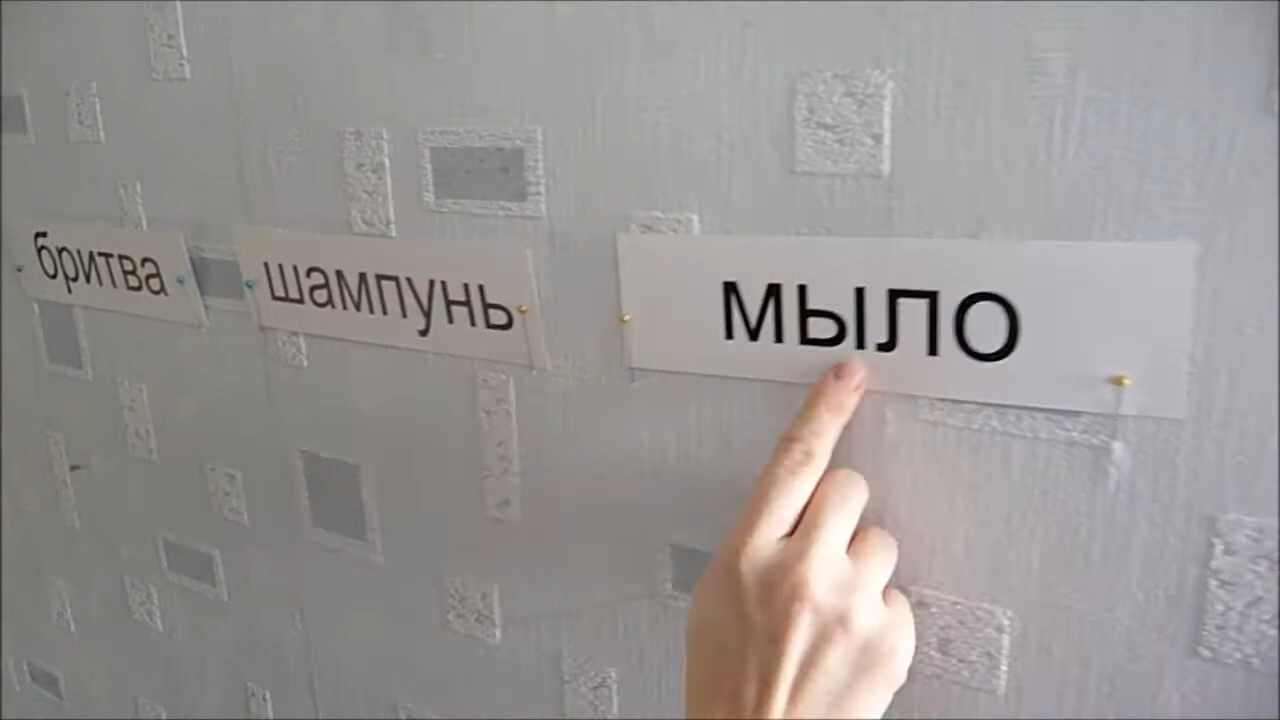 бритва
шампунь
мыло